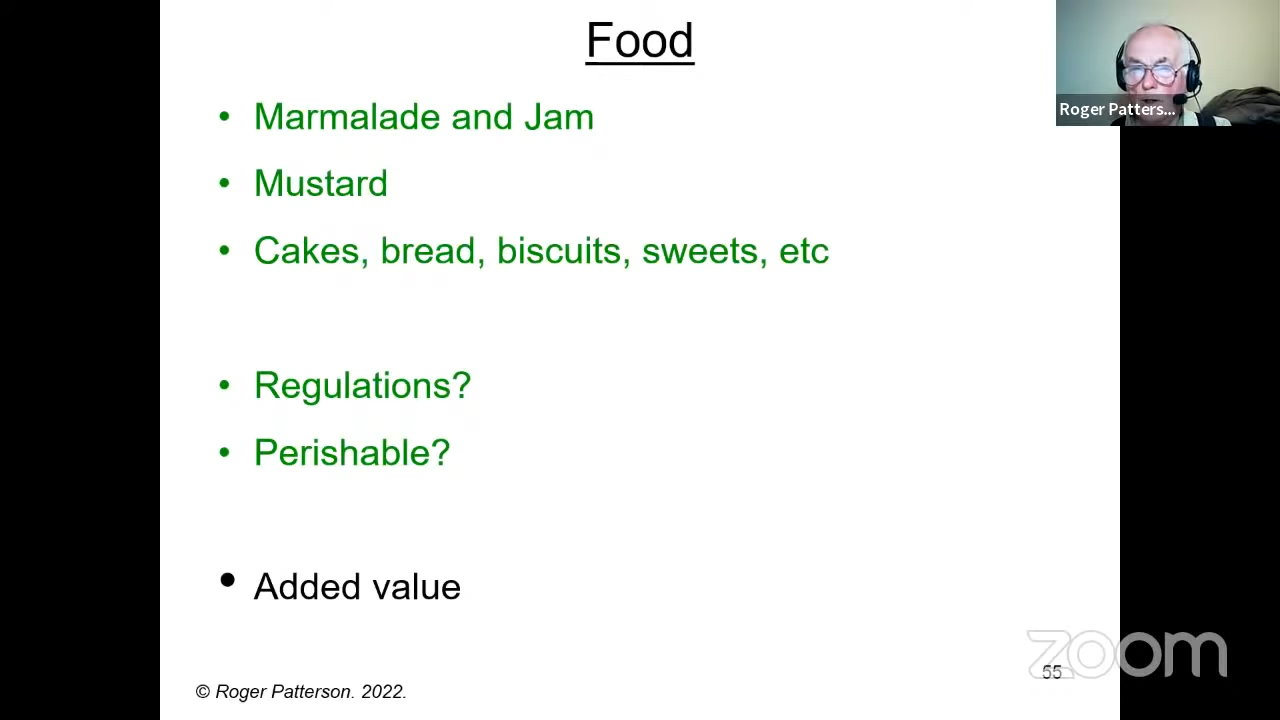 Food
Roger Patters...
• Marmalade and Jam
• Mustard
• Cakes, bread, biscuits, sweets, etc
• Regulations?
• Perishable?
• Added value
zoom
55
© Roger Patterson. 2022.